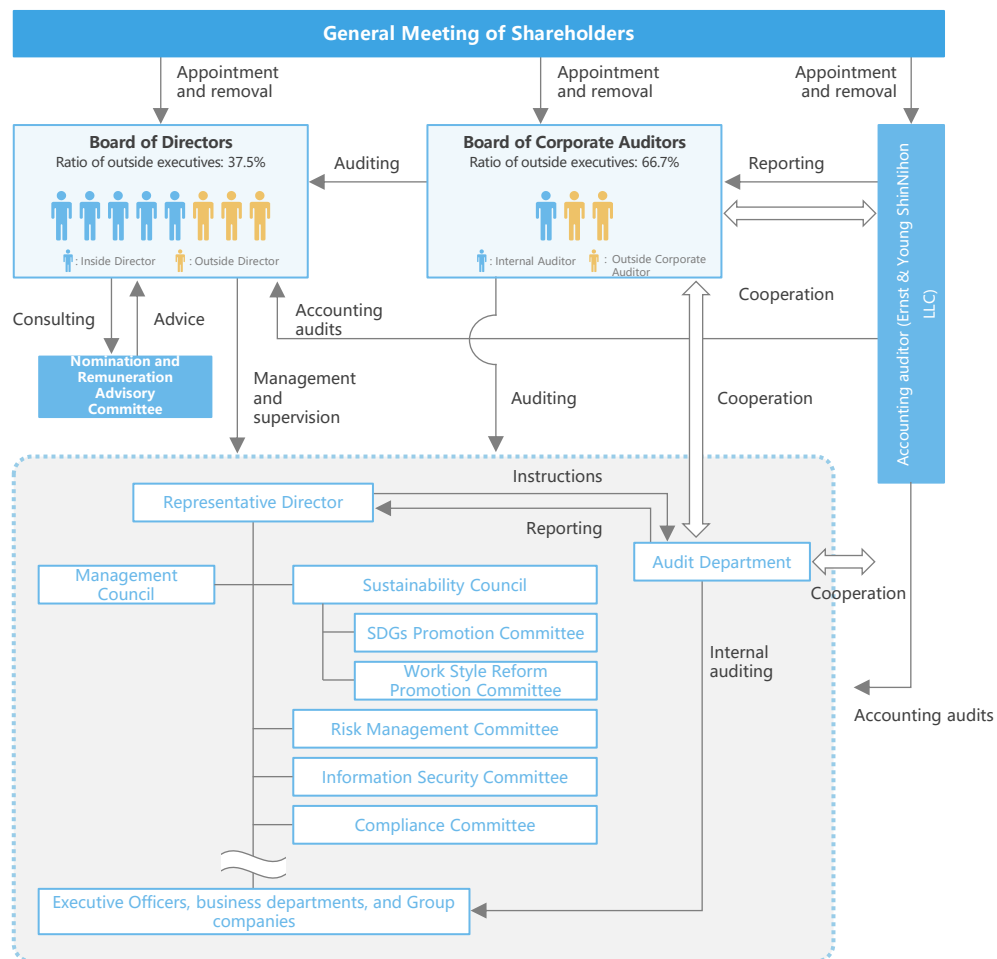 General Meeting of Shareholders
Appointment
and removal
Appointment
and removal
Appointment
and removal
Board of Directors
Ratio of outside executives: 37.5%
: Inside Director
: Outside Director
Auditing
Board of Corporate Auditors
Ratio of outside executives: 66.7%
: Internal Auditor
: Outside Corporate
Auditor
Reporting
Cooperation
Accounting auditor (Ernst & Young ShinNihon
LLC)
Consulting
Advice
Accounting
audits
Nomination and
Remuneration
Advisory
Committee
Management
and
supervision
Auditing
Cooperation
Instructions
Representative Director
Reporting
Audit Department
Cooperation
Management
Council
Sustainability Council
SDGs Promotion Committee
Work Style Reform
Promotion Committee
Internal
auditing
Accounting audits
Risk Management Committee
Information Security Committee
Compliance Committee
Executive Officers, business departments, and Group
companies